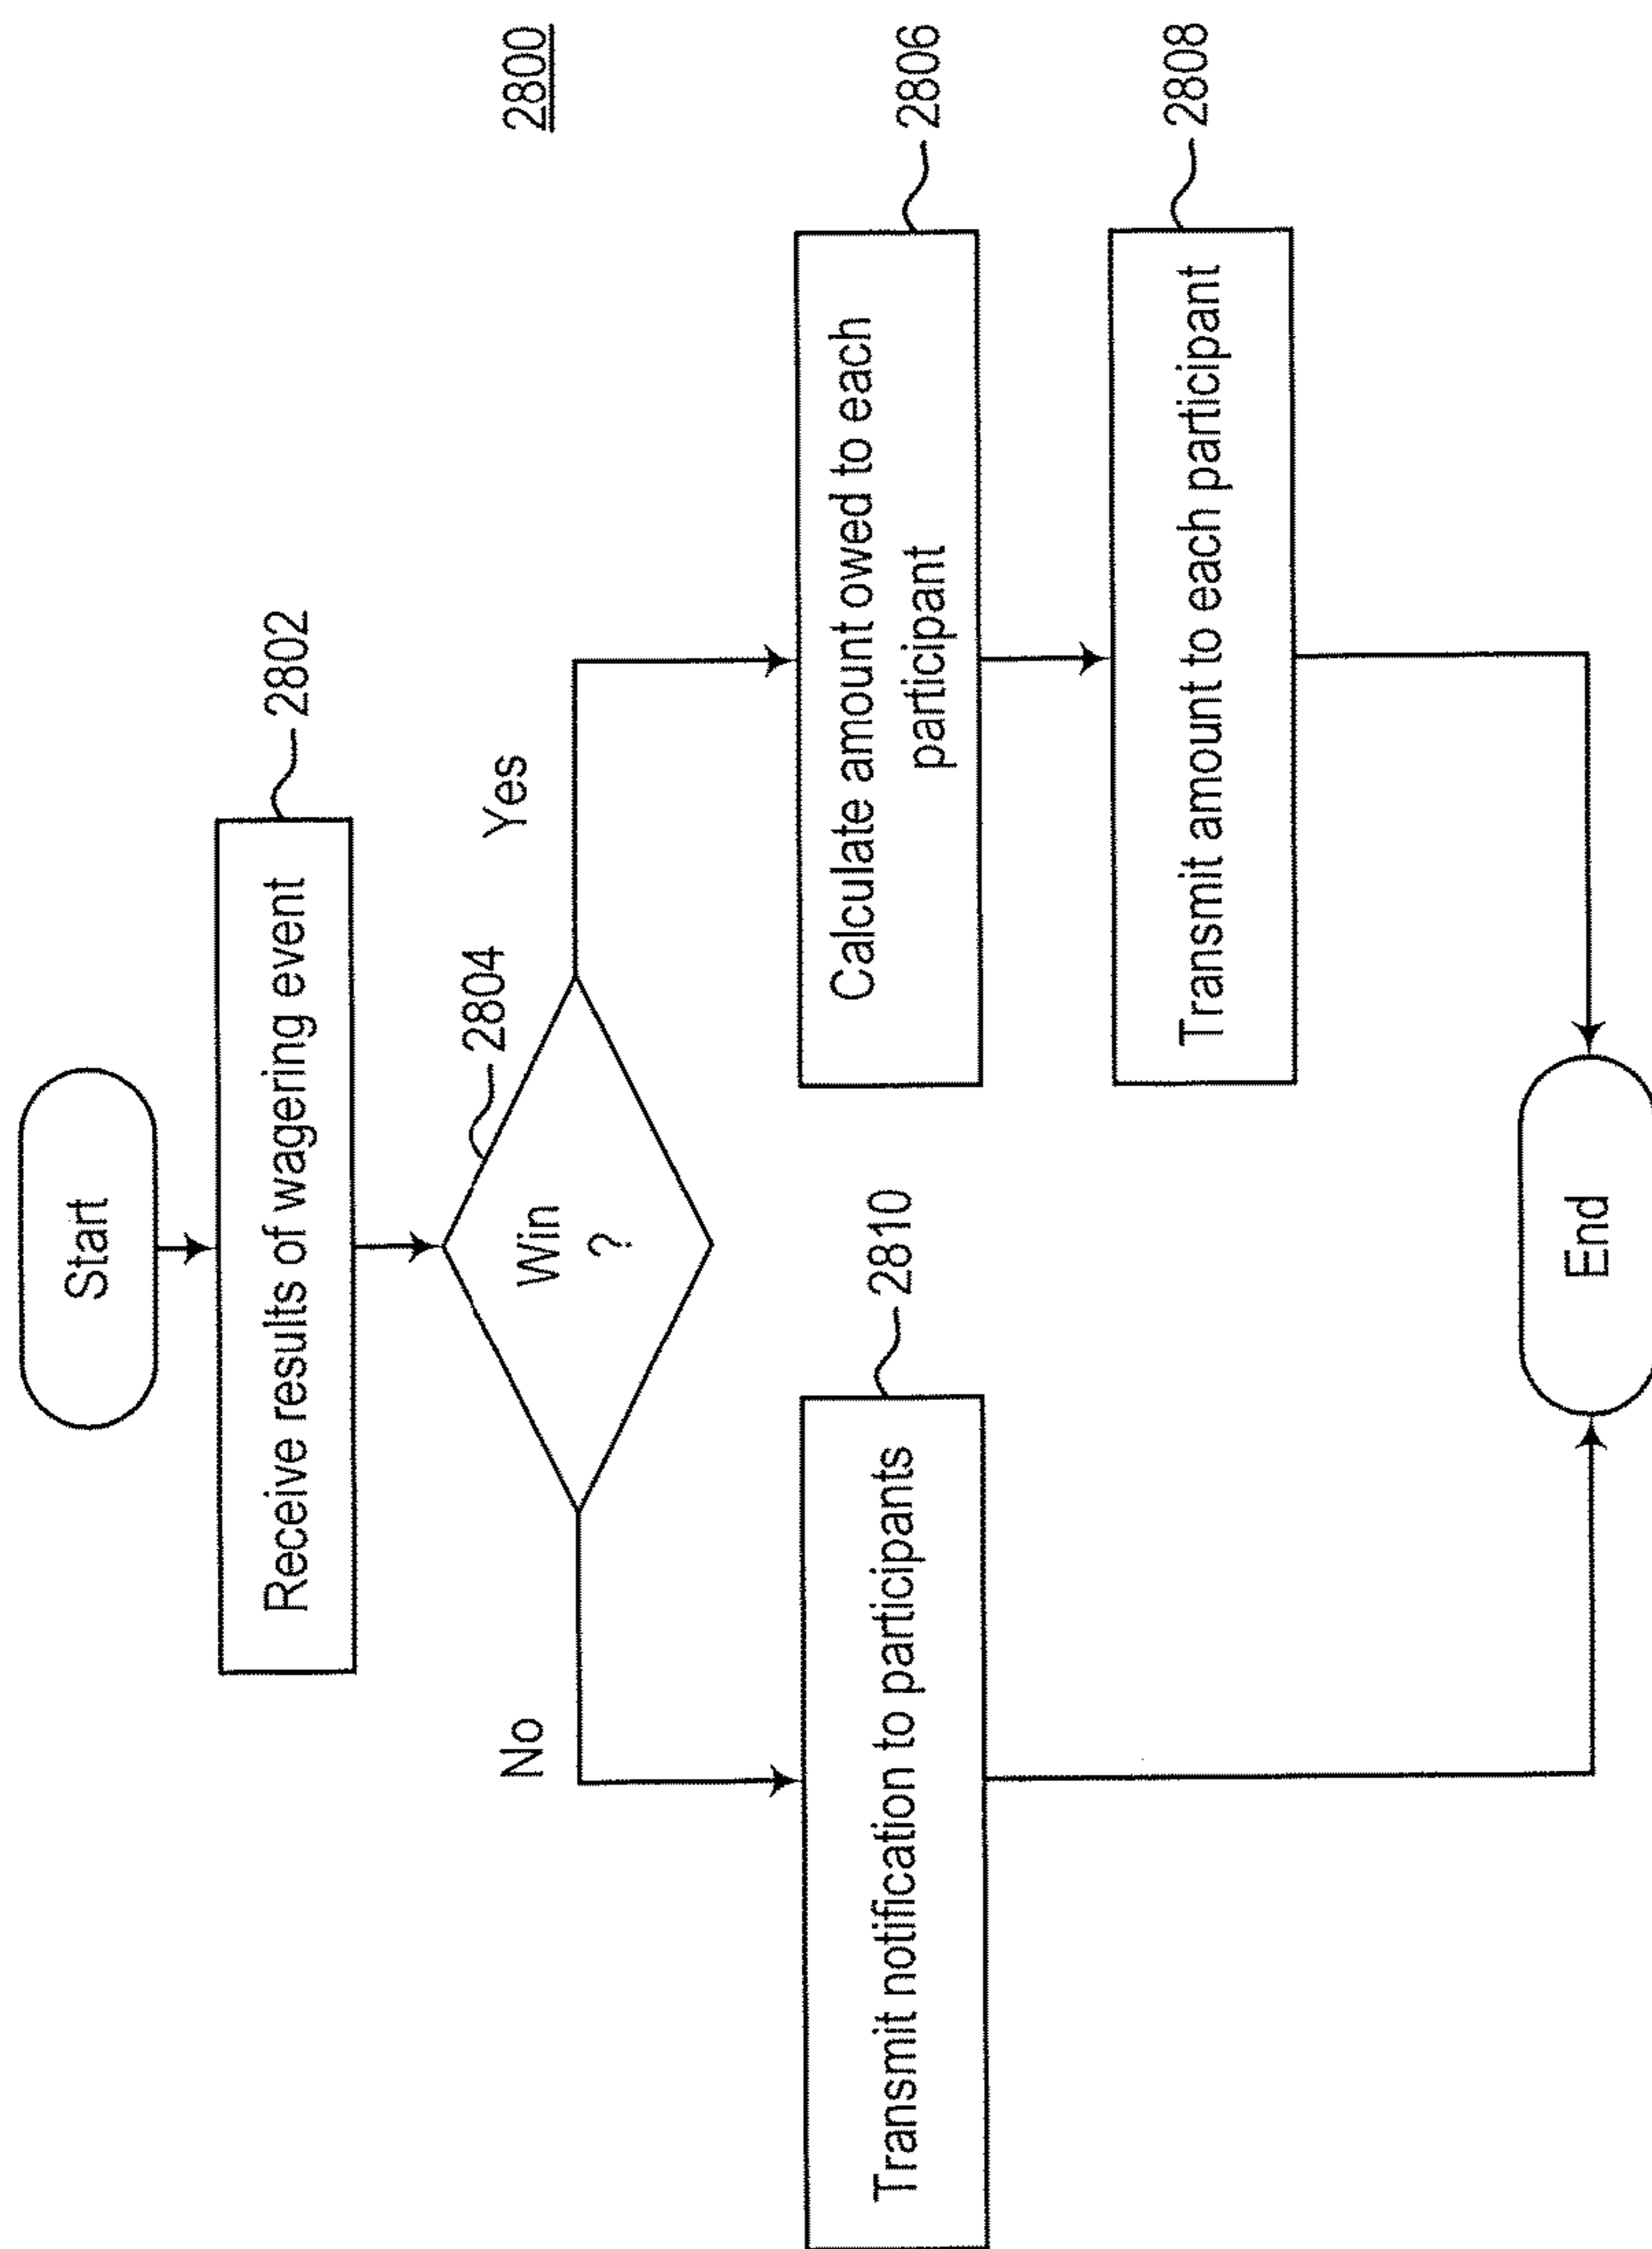 2800
Start
Receive results of wagering event
2802
Win
?
2804
Yes
No
Calculate amount owed to each
participant
2806
Transmit notification to participants
2810
Transmit amount to each participant
2808
End